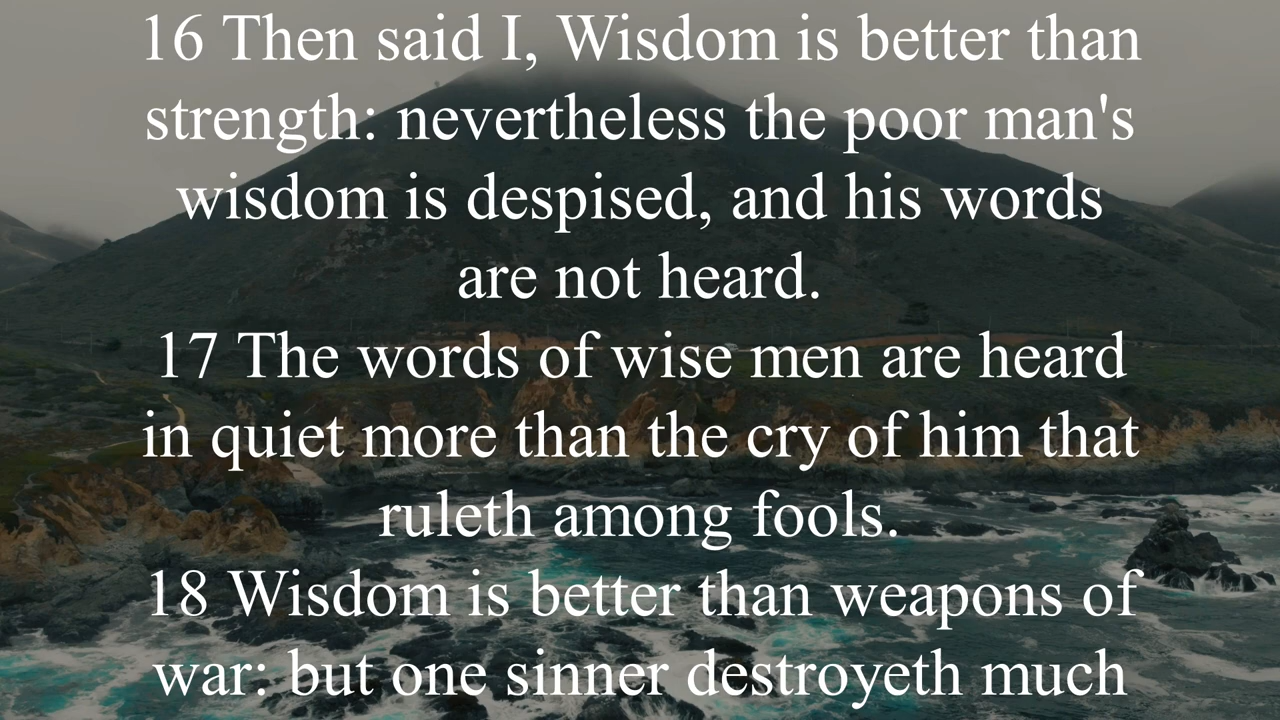 16 Then said I, Wisdom is better than
strength: nevertheless the poor man's
wisdom is despised, and his words
are not heard.
17 The words of wise men are heard
in quiet more than the cry of him that
ruleth among fools.
18 Wisdom is better than weapons of
war: but one sinner destroyeth much